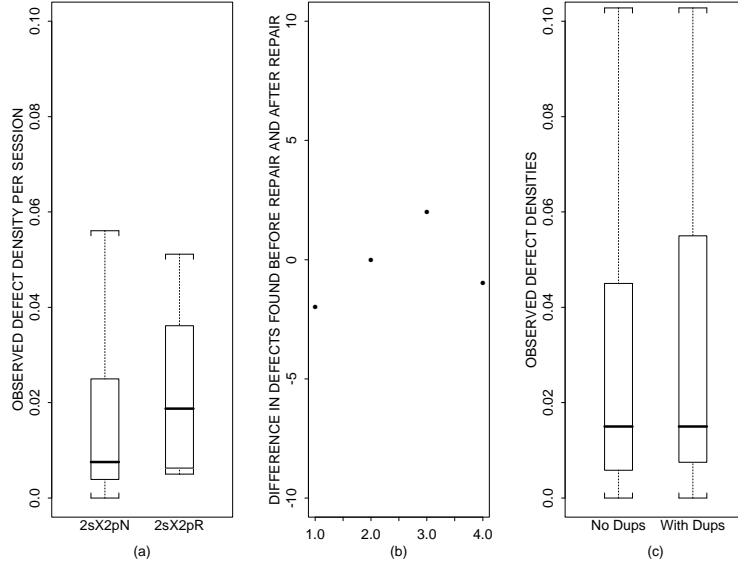 OBSERVED DEFECT DENSITY PER SESSION
0.10
0.08
0.06
0.04
0.02
0.0
2sX2pN 2sX2pR
(a)
DIFFERENCE IN DEFECTS FOUND BEFORE REPAIR AND AFTER REPAIR
10
5
0
-5
-10
1.0 2.0 3.0 4.0
(b)
OBSERVED DEFECT DENSITIES
0.10
0.08
0.06
0.04
0.02
0.0
No Dups With Dups
(c)